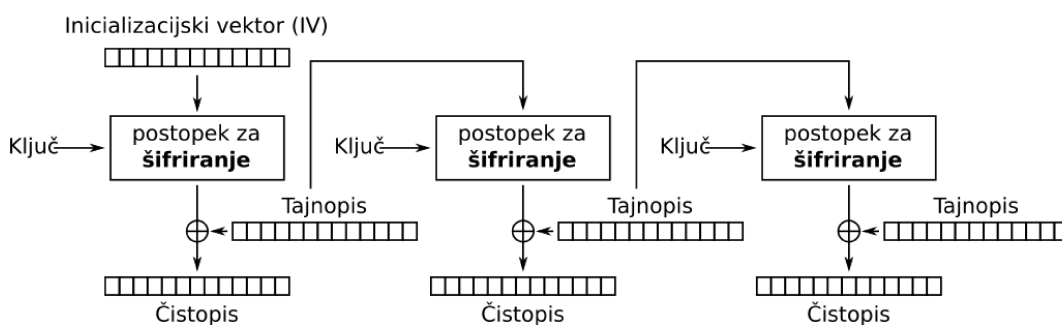 Inicializacijski vektor (IV)
Ključ
postopek za
šifriranje
Ključ
postopek za
šifriranje
Ključ
postopek za
šifriranje
Tajnopis
Tajnopis
Tajnopis
Čistopis
Čistopis
Čistopis